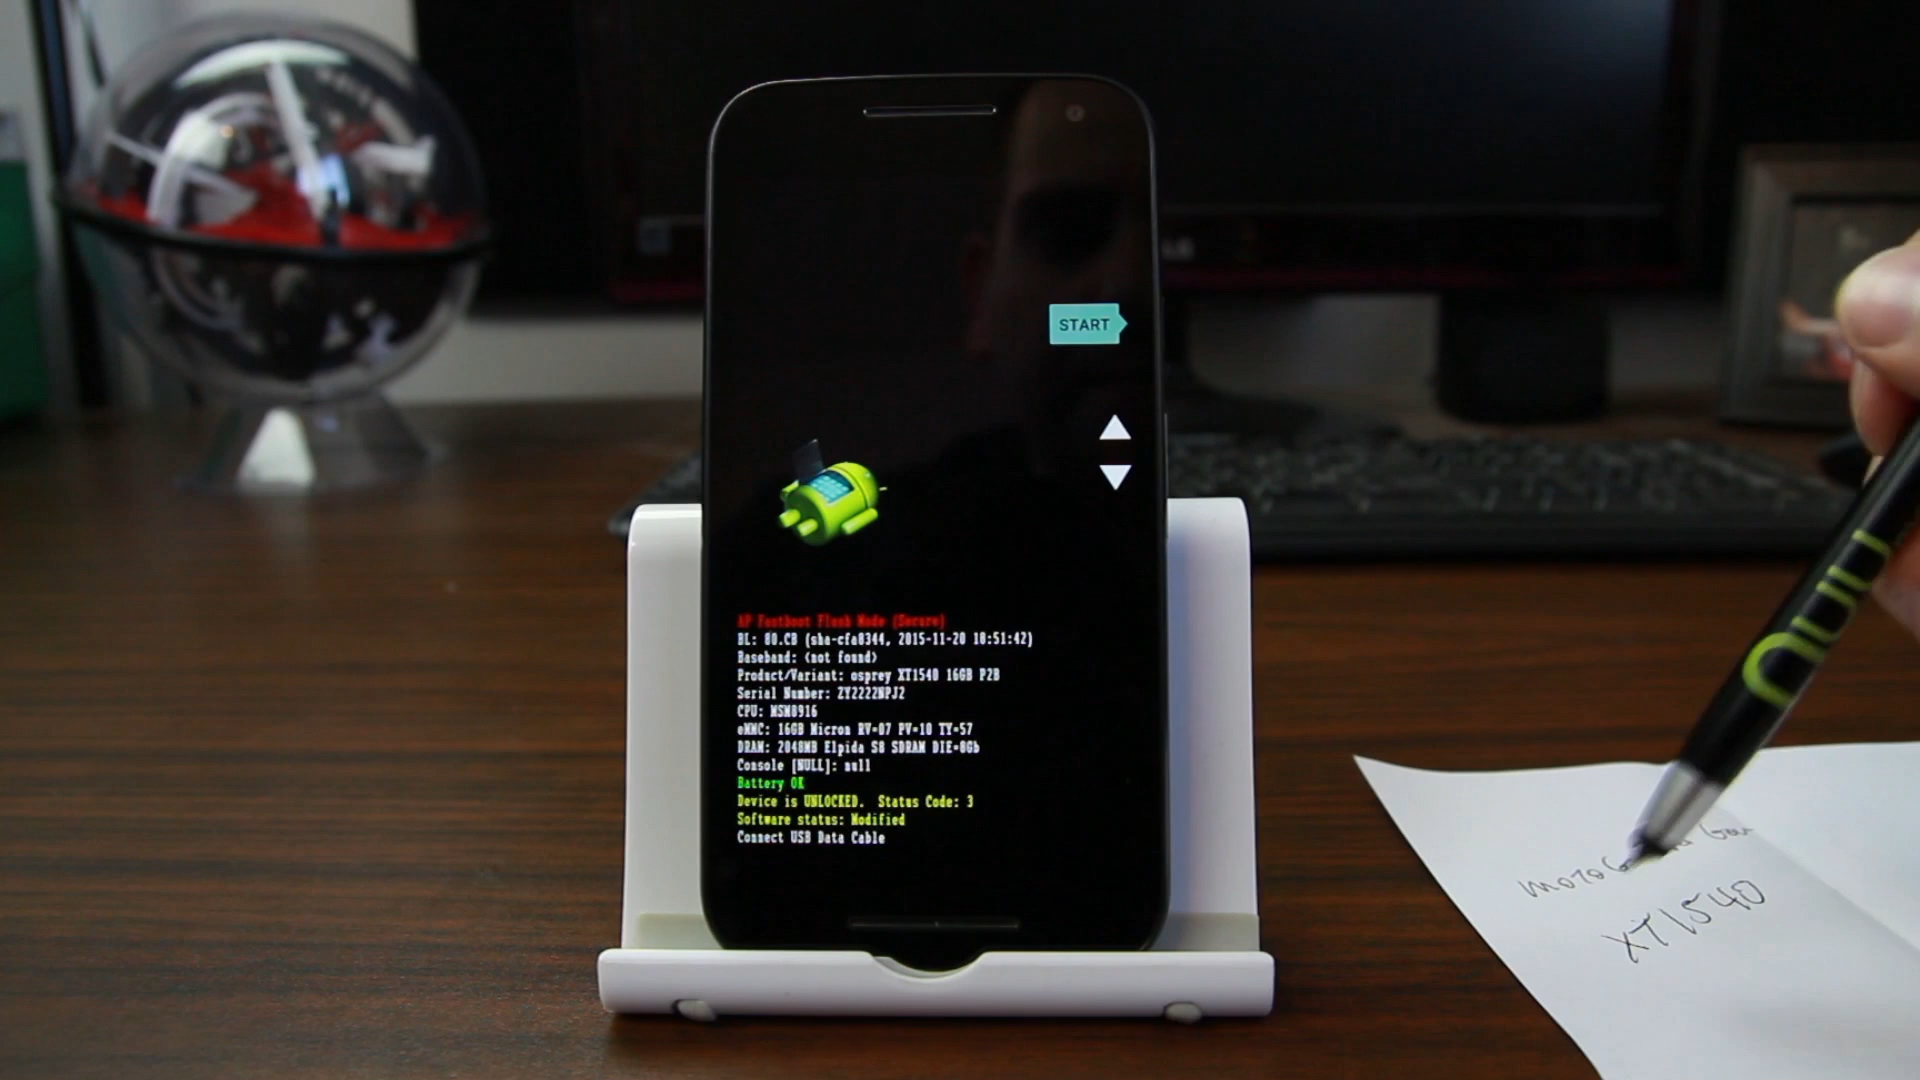 START
AP Fastboot Flash Mode (Secure)
BL: 80.CB (sha-cfa8344, 2015-11-20 10:51:42)
Baseband: <not found>
Product/Variant: osprey XT1540 16GB P2B
Serial Number: ZY2222NPJ2
CPU: MSM8916
eMMC: 16GB Micron RV=07 PV=10 TY=57
DRAM: 2048MB Elpida S8 SDRAM DIE=8Gb
Console [NULL]: null
Battery OK
Device is UNLOCKED. Status Code: 3
Software status: Modified
Connect USB Data Cable
LG
XT1540